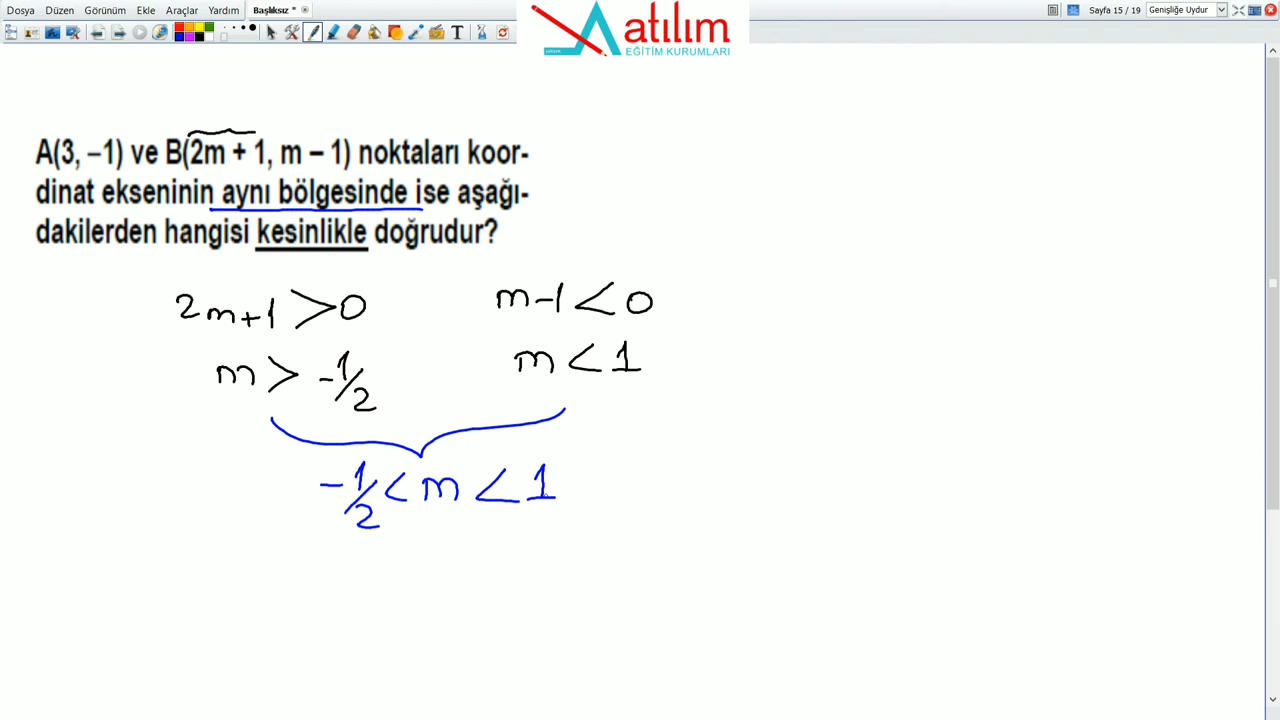 Dosya Düzen Görünüm Ekle Araçlar Yardım Başlıksız * Sayfa 15 / 19 Genişliğe Uydur
atılım
EĞİTİM KURUMLARI
A(3, –1) ve B(2m + 1, m – 1) noktaları koor-
dinat ekseninin aynı bölgesinde ise aşağı-
dakilerden hangisi kesinlikle doğrudur?
2m+1 > 0 m-1 < 0
m > -1/2 m < 1
-1/2 < m < 1